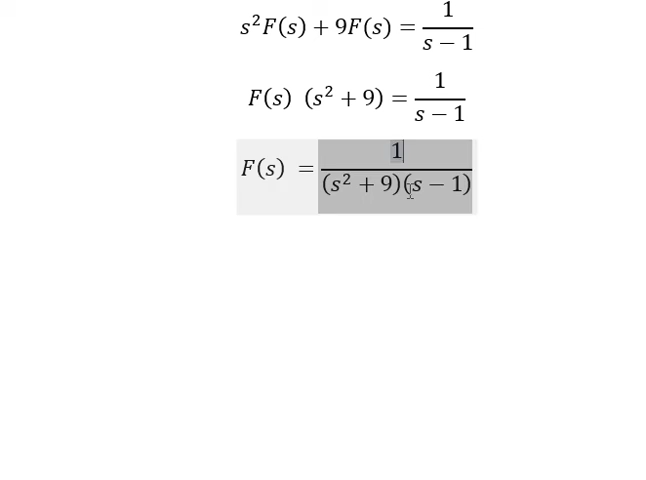 s²F(s) + 9F(s) = 1/(s − 1)
F(s) (s² + 9) = 1/(s − 1)
F(s) = 1/((s² + 9)(s − 1))